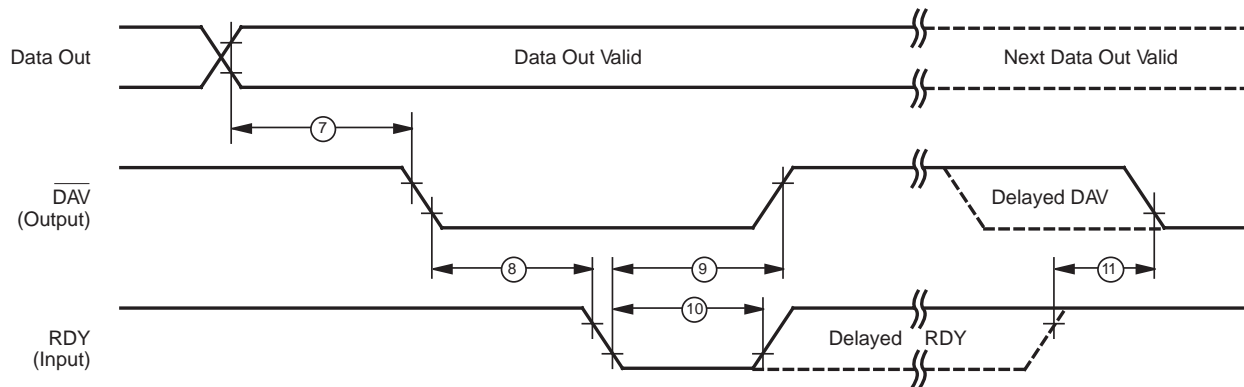 Data Out
Data Out Valid
Next Data Out Valid
7
DAV
(Output)
Delayed DAV
8
9
11
10
RDY
(Input)
Delayed RDY